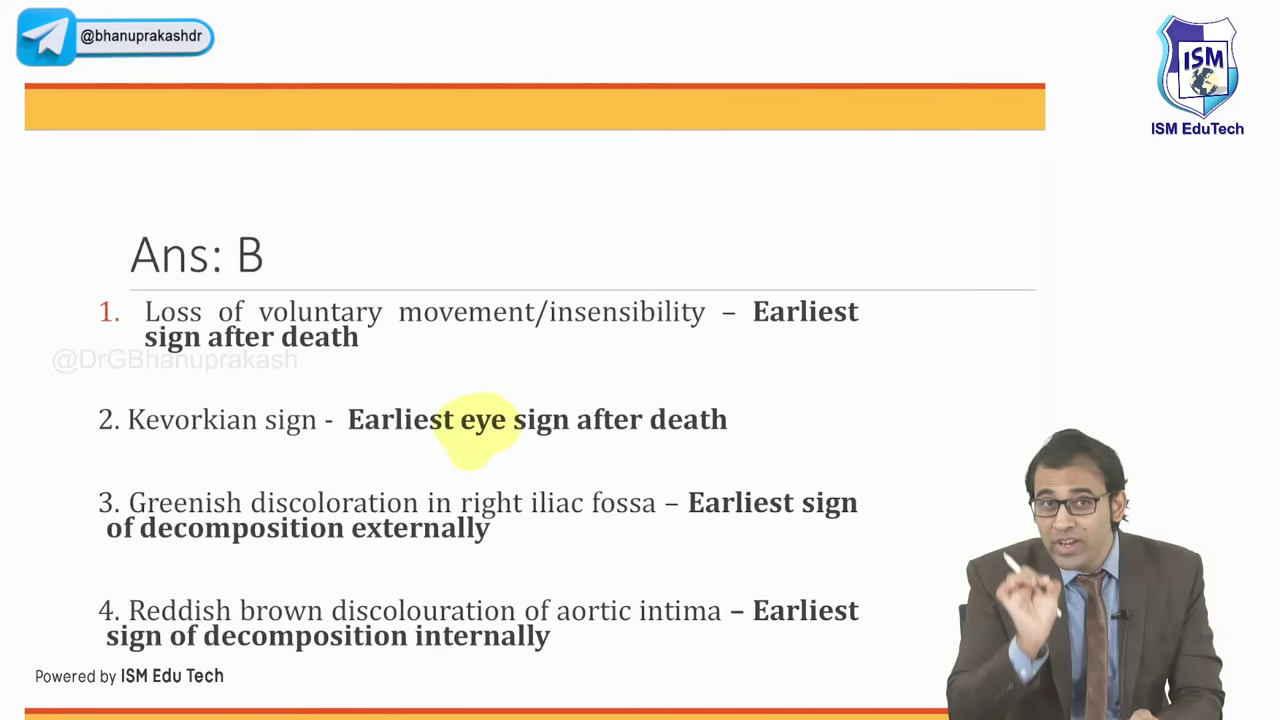 @bhanuprakashdr
ISM
ISM EduTech
Ans: B
1. Loss of voluntary movement/insensibility – Earliest
sign after death
@DrGBhanuprakash
2. Kevorkian sign - Earliest eye sign after death
3. Greenish discoloration in right iliac fossa – Earliest sign
of decomposition externally
4. Reddish brown discolouration of aortic intima – Earliest
sign of decomposition internally
Powered by ISM Edu Tech